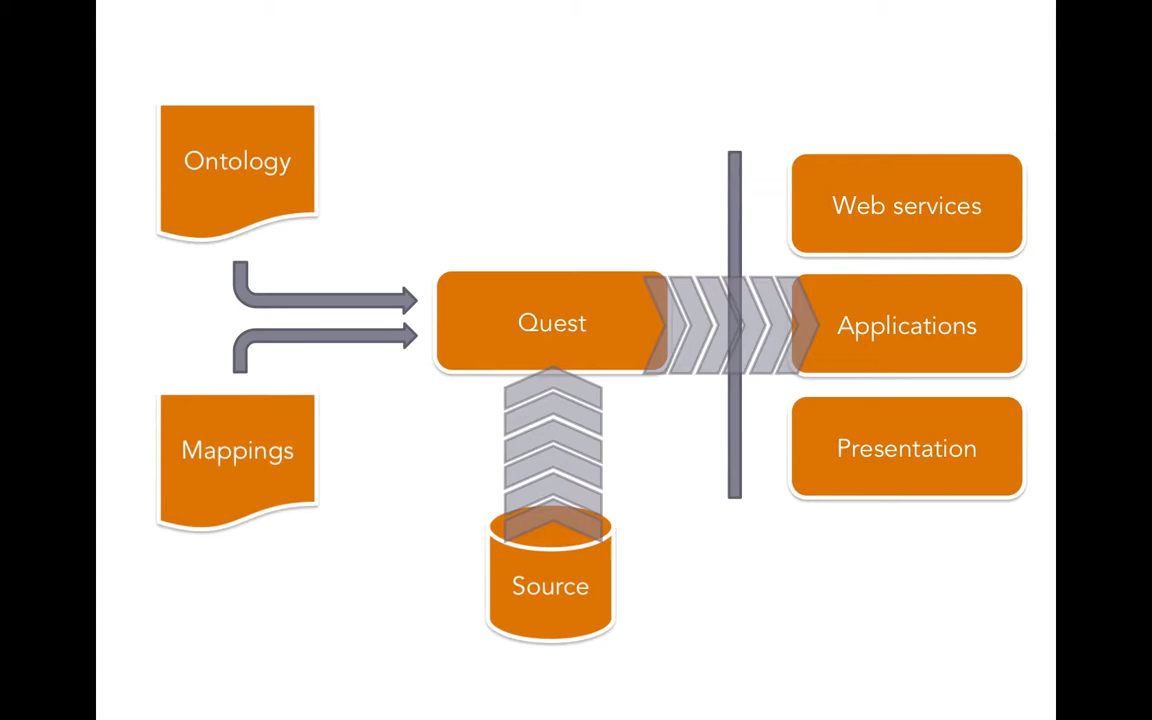 Ontology
Web services
Quest
Applications
Mappings
Presentation
Source